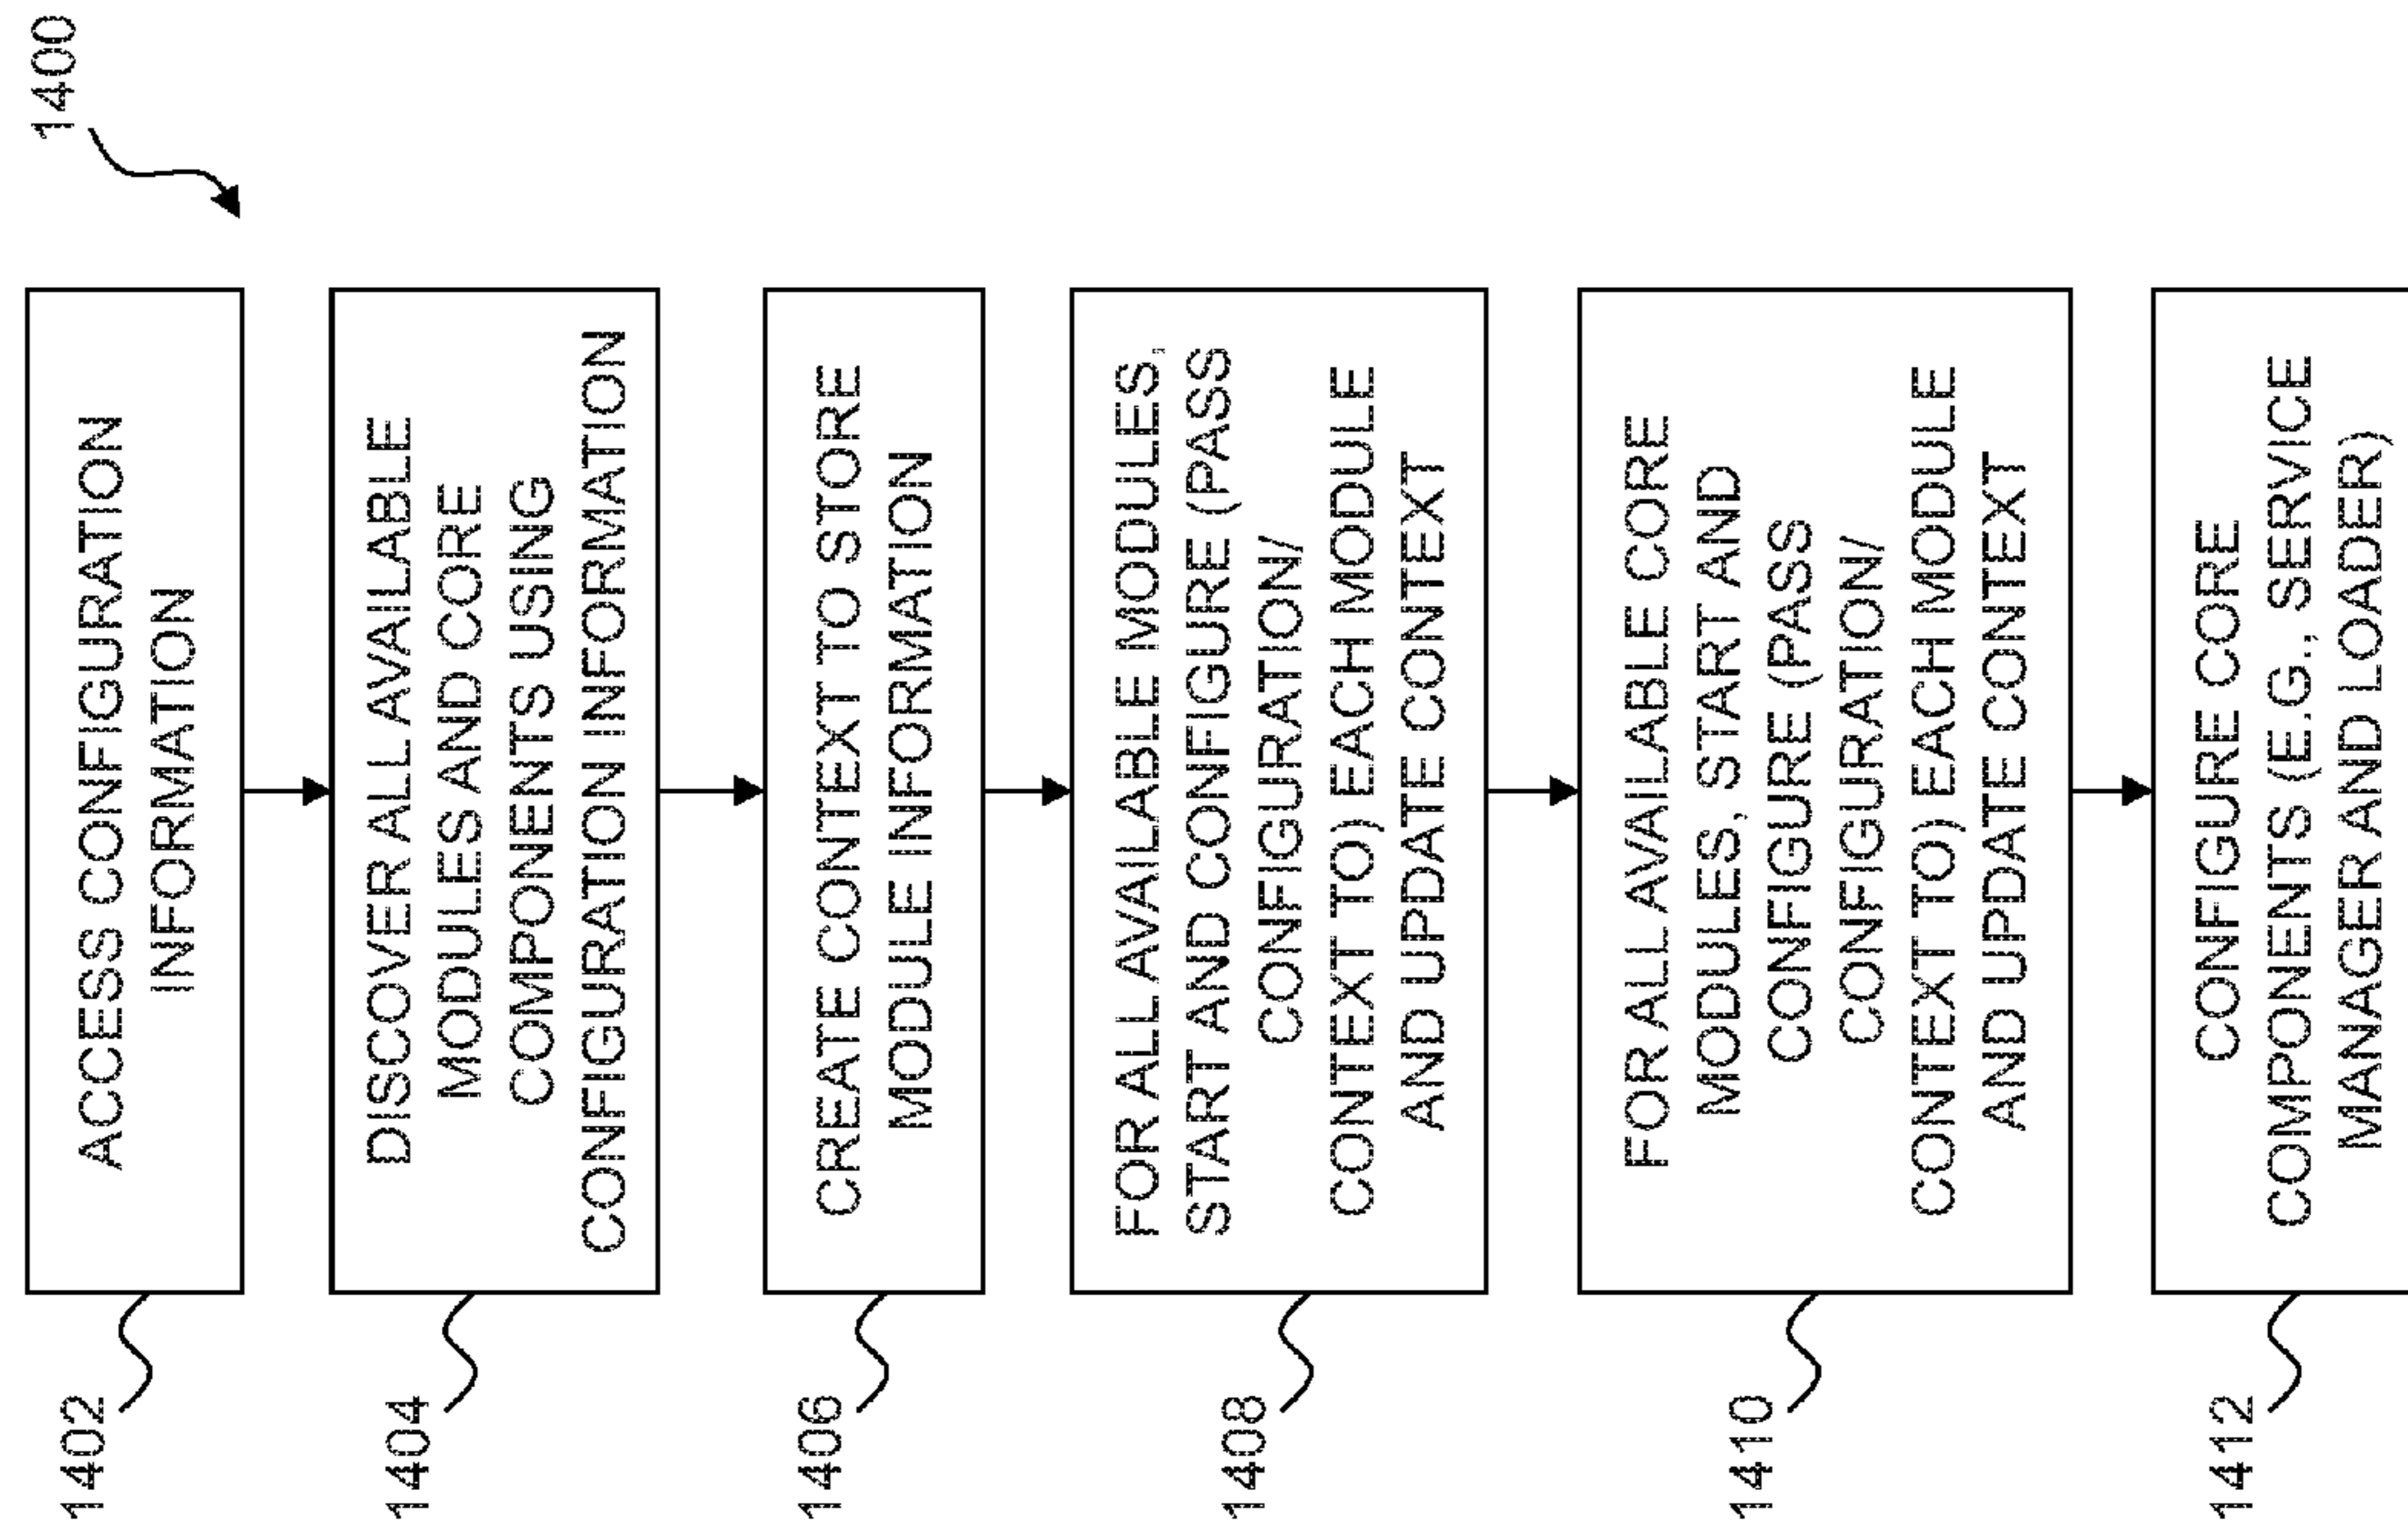 1400
1402
ACCESS CONFIGURATION
INFORMATION
1404
DISCOVER ALL AVAILABLE
MODULES AND CORE
COMPONENTS USING
CONFIGURATION INFORMATION
1406
CREATE CONTEXT TO STORE
MODULE INFORMATION
1408
FOR ALL AVAILABLE MODULES,
START AND CONFIGURE (PASS
CONFIGURATION/
CONTEXT TO) EACH MODULE
AND UPDATE CONTEXT
1410
FOR ALL AVAILABLE CORE
MODULES, START AND
CONFIGURE (PASS
CONFIGURATION/
CONTEXT TO) EACH MODULE
AND UPDATE CONTEXT
1412
CONFIGURE CORE
COMPONENTS (E.G., SERVICE
MANAGER AND LOADER)